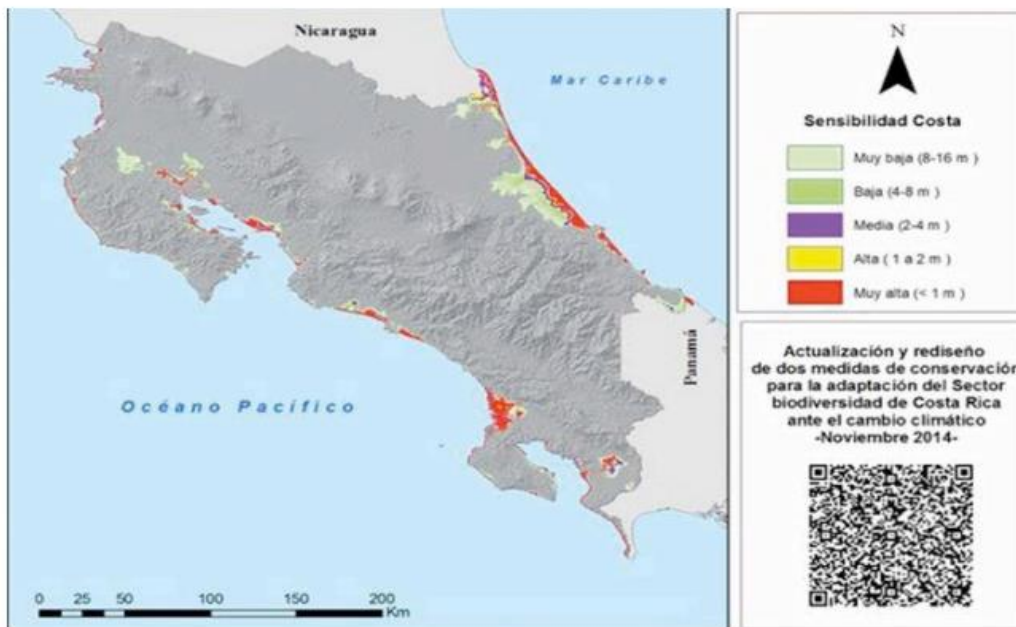 Nicaragua
Mar Caribe
Océano Pacífico
Panamá
0 25 50 100 150 200
Km
N
Sensibilidad Costa
Muy baja (8-16 m )
Baja (4-8 m )
Media (2-4 m )
Alta ( 1 a 2 m )
Muy alta (< 1 m )
Actualización y rediseño
de dos medidas de conservación
para la adaptación del Sector
biodiversidad de Costa Rica
ante el cambio climático
-Noviembre 2014-